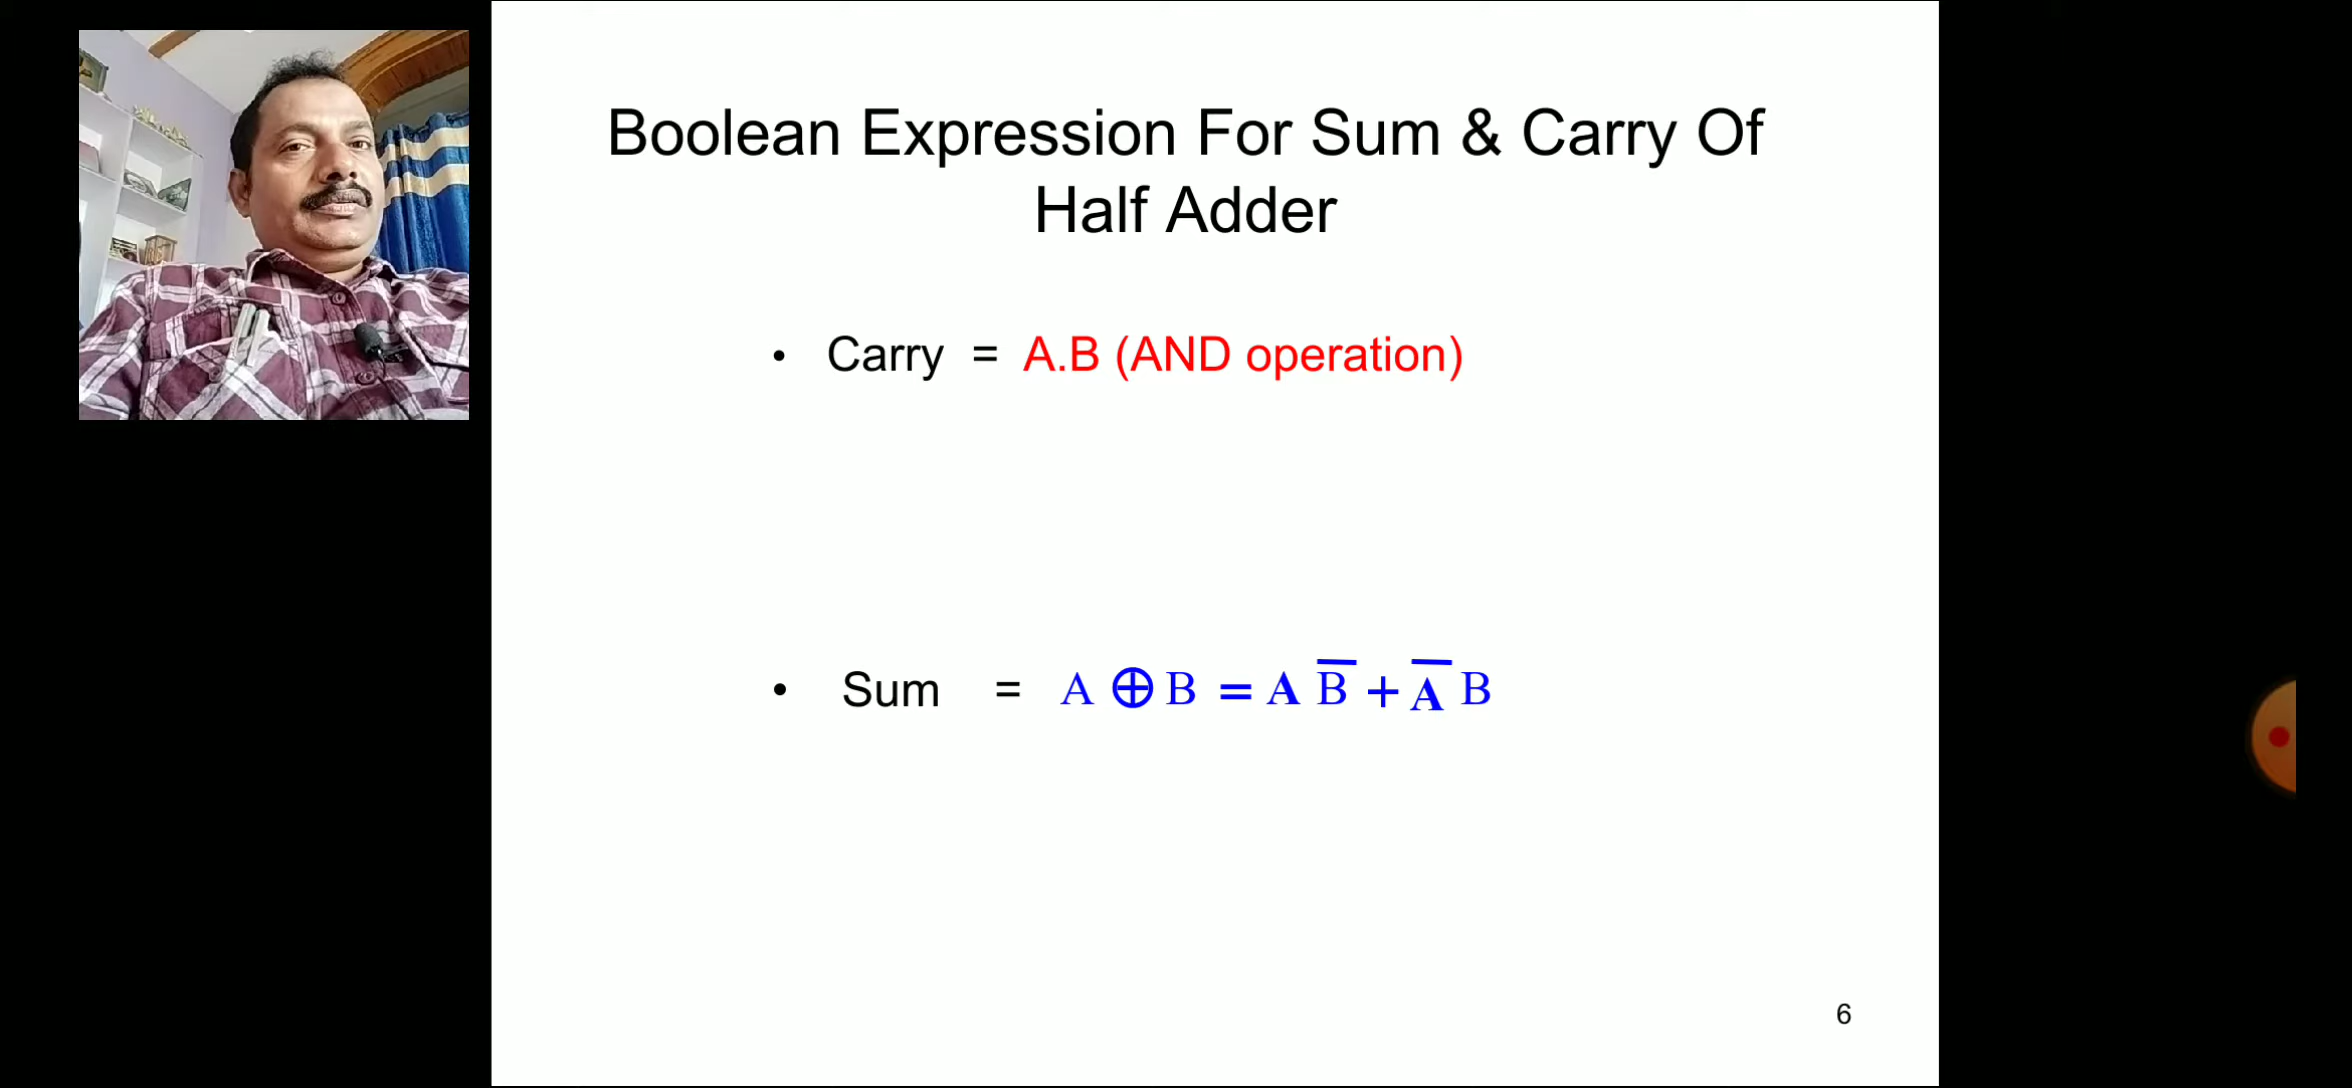 Boolean Expression For Sum & Carry Of
Half Adder
• Carry = A.B (AND operation)
• Sum = A ⊕ B = A B̅ + A̅ B
6